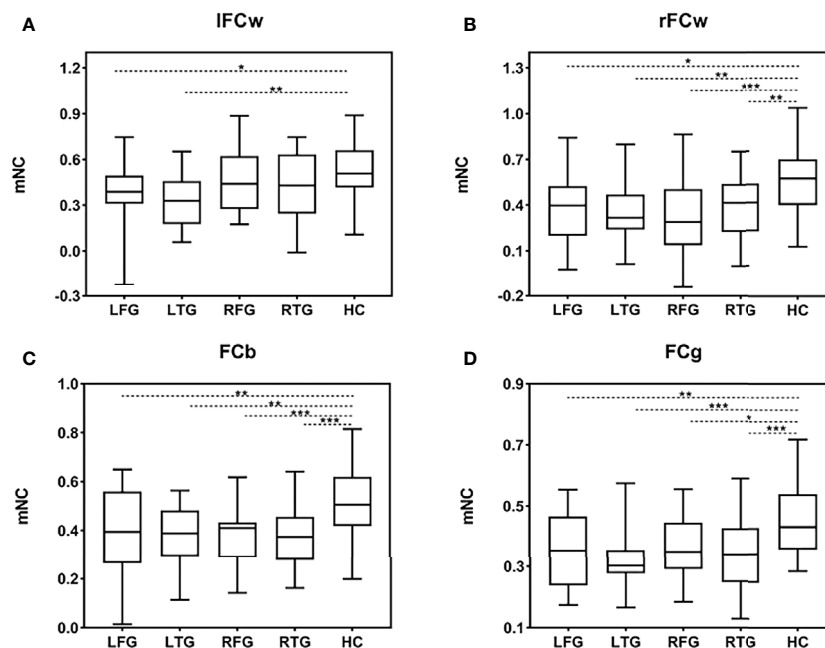 A
lFCw
mNC
1.2
0.9
0.6
0.3
0.0
-0.3
*
**
LFG LTG RFG RTG HC
B
rFCw
mNC
1.3
1.0
0.7
0.4
0.1
-0.2
*
**
***
**
LFG LTG RFG RTG HC
C
FCb
mNC
1.0
0.8
0.6
0.4
0.2
0.0
**
**
***
***
LFG LTG RFG RTG HC
D
FCg
mNC
0.9
0.5
0.3
0.1
**
***
*
***
LFG LTG RFG RTG HC